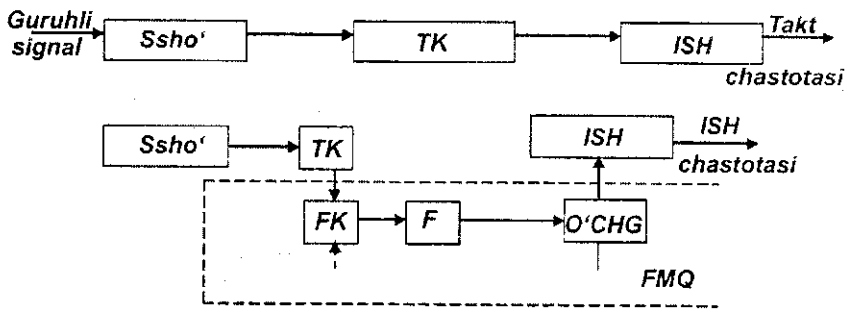 Guruhli
signal
Ssho‘
TK
ISH
Takt
chastotasi
Ssho‘
TK
ISH
ISH
chastotasi
FK
F
O‘CHG
FMQ